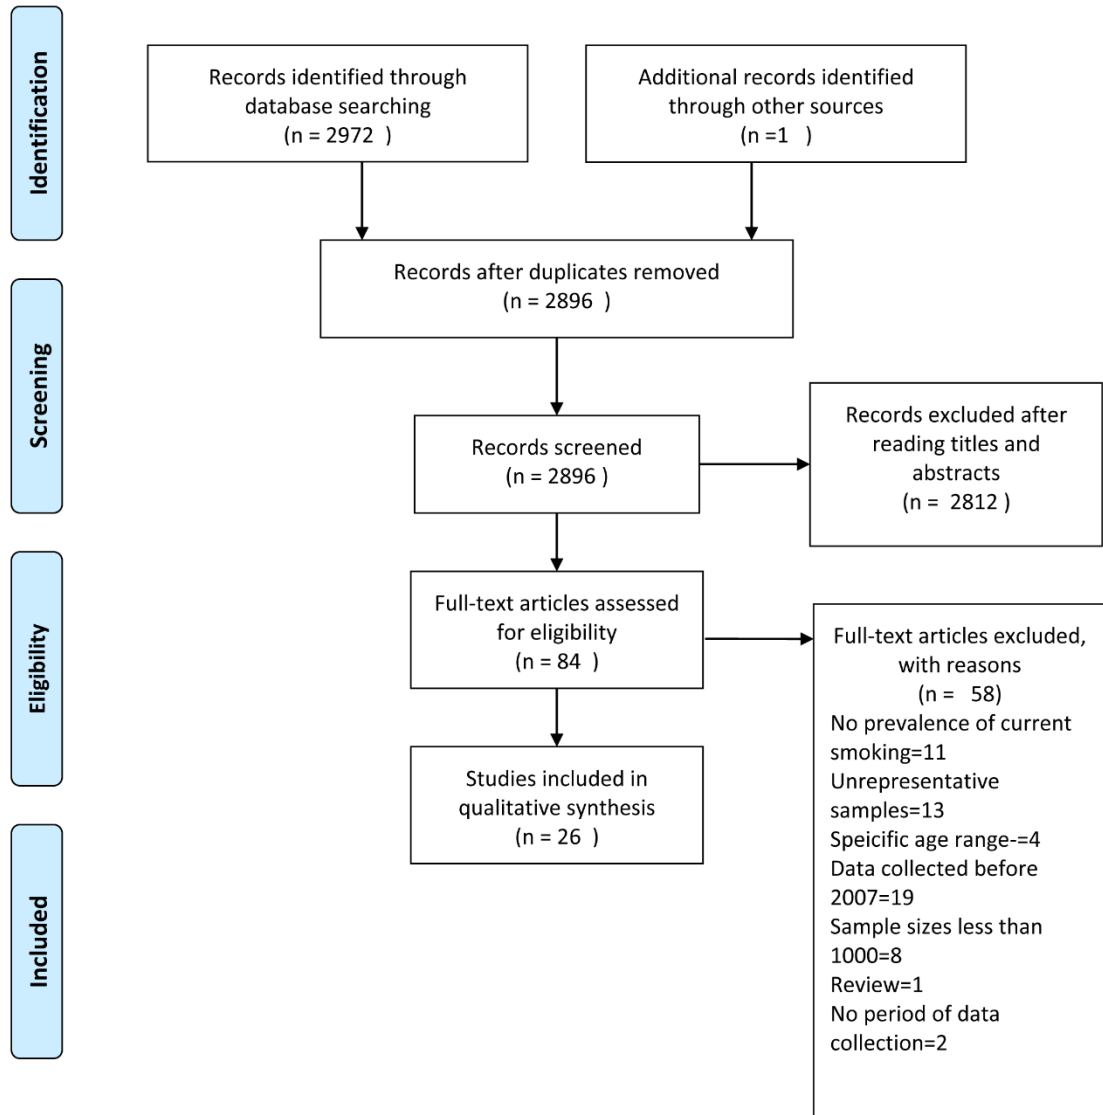 Identification
Records identified through
database searching
(n = 2972  )
Additional records identified
through other sources
(n =1   )
Records after duplicates removed
(n = 2896  )
Screening
Records screened
(n = 2896 )
Records excluded after
reading titles and
abstracts
(n =  2812 )
Eligibility
Full-text articles assessed
for eligibility
(n = 84  )
Full-text articles excluded,
with reasons
(n =   58)
No prevalence of current
smoking=11
Unrepresentative
samples=13
Speicific age range-=4
Data collected before
2007=19
Sample sizes less than
1000=8
Review=1
No period of data
collection=2
Studies included in
qualitative synthesis
(n = 26  )
Included